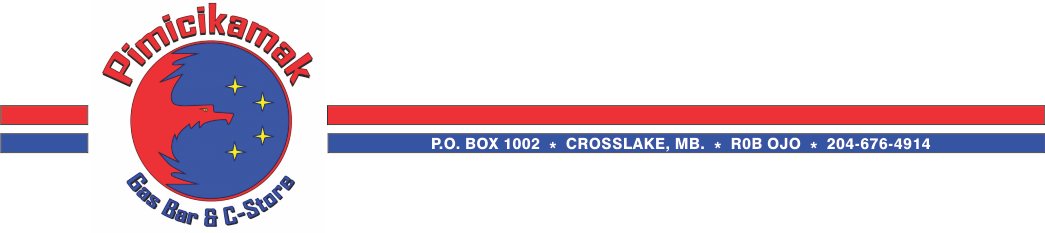 Pimicikamak
P.O. BOX 1002 * CROSSLAKE, MB. * R0B OJO * 204-676-4914
Gas Bar & C-Store